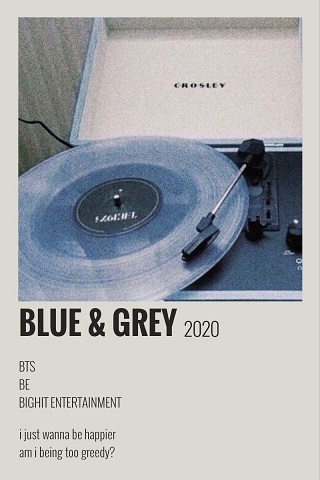 CROSLEY
BLUE & GREY 2020
BTS
BE
BIGHIT ENTERTAINMENT
i just wanna be happier
am i being too greedy?